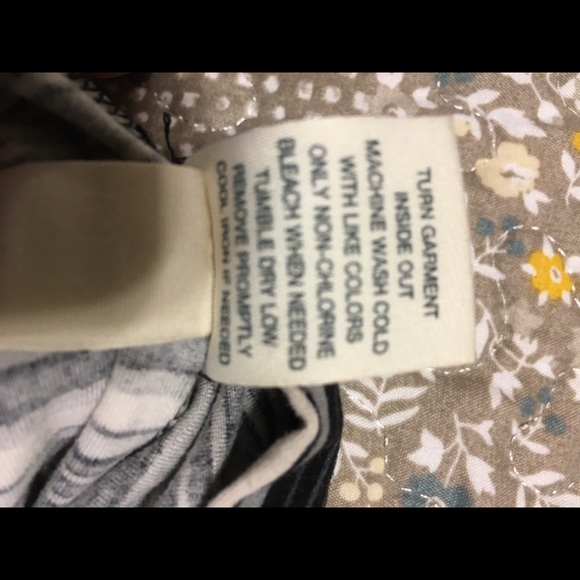 TURN GARMENT
INSIDE OUT
MACHINE WASH COLD
WITH LIKE COLORS
ONLY NON-CHLORINE
BLEACH WHEN NEEDED
TUMBLE DRY LOW
REMOVE PROMPTLY
COOL IRON IF NEEDED